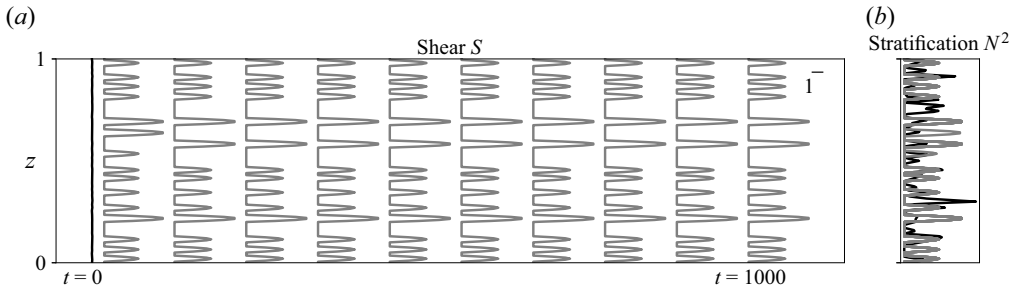 (a)
(b)
Shear S
Stratification N²
1
1
z
0
t = 0
t = 1000